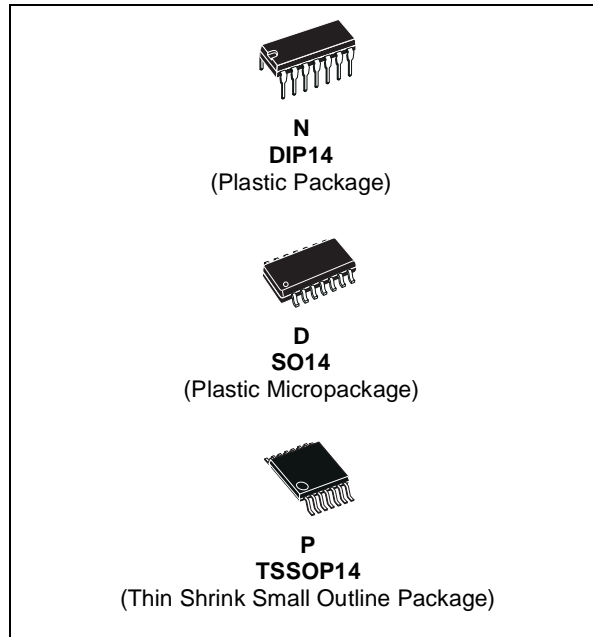 N
DIP14
(Plastic Package)
D
SO14
(Plastic Micropackage)
P
TSSOP14
(Thin Shrink Small Outline Package)